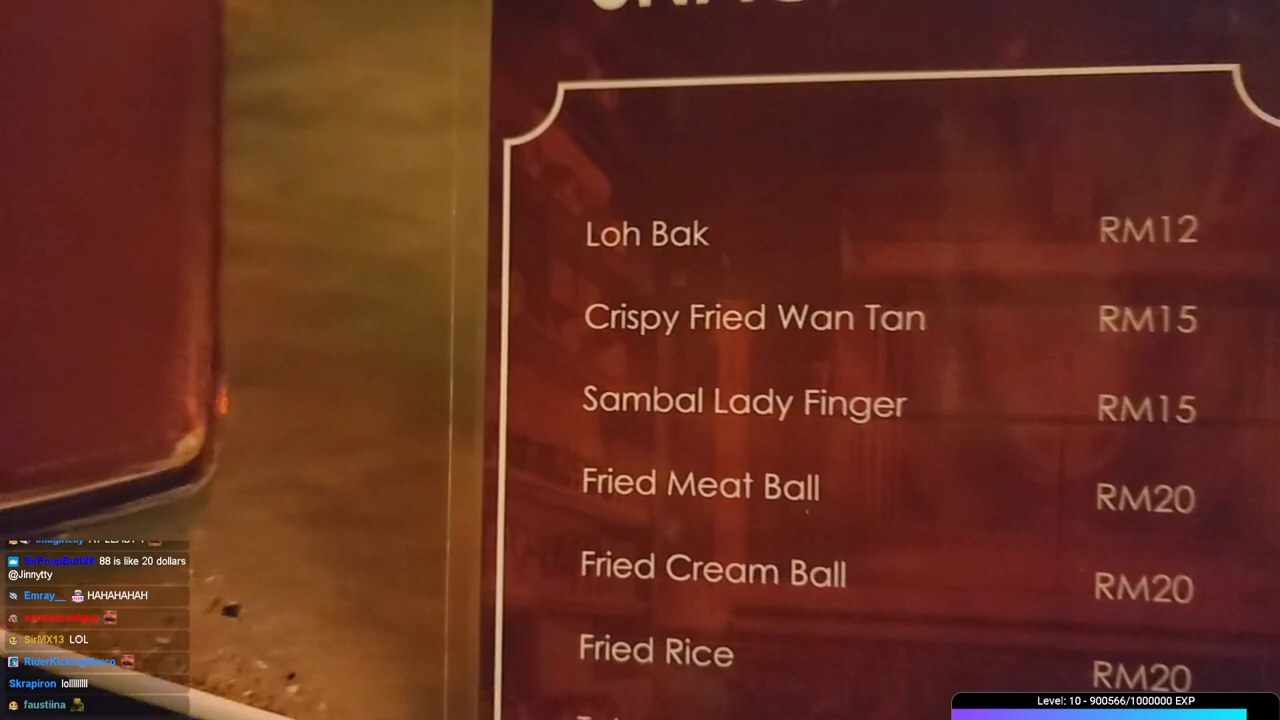 Loh Bak RM12
Crispy Fried Wan Tan RM15
Sambal Lady Finger RM15
Fried Meat Ball RM20
Fried Cream Ball RM20
Fried Rice RM20
SirPoopButt88 88 is like 20 dollars
@Jinnytty
Emray__ HAHAHAHAH
SirMX13 LOL
Skrapiron lolllllllll
faustiina
Level: 10 - 900566/1000000 EXP